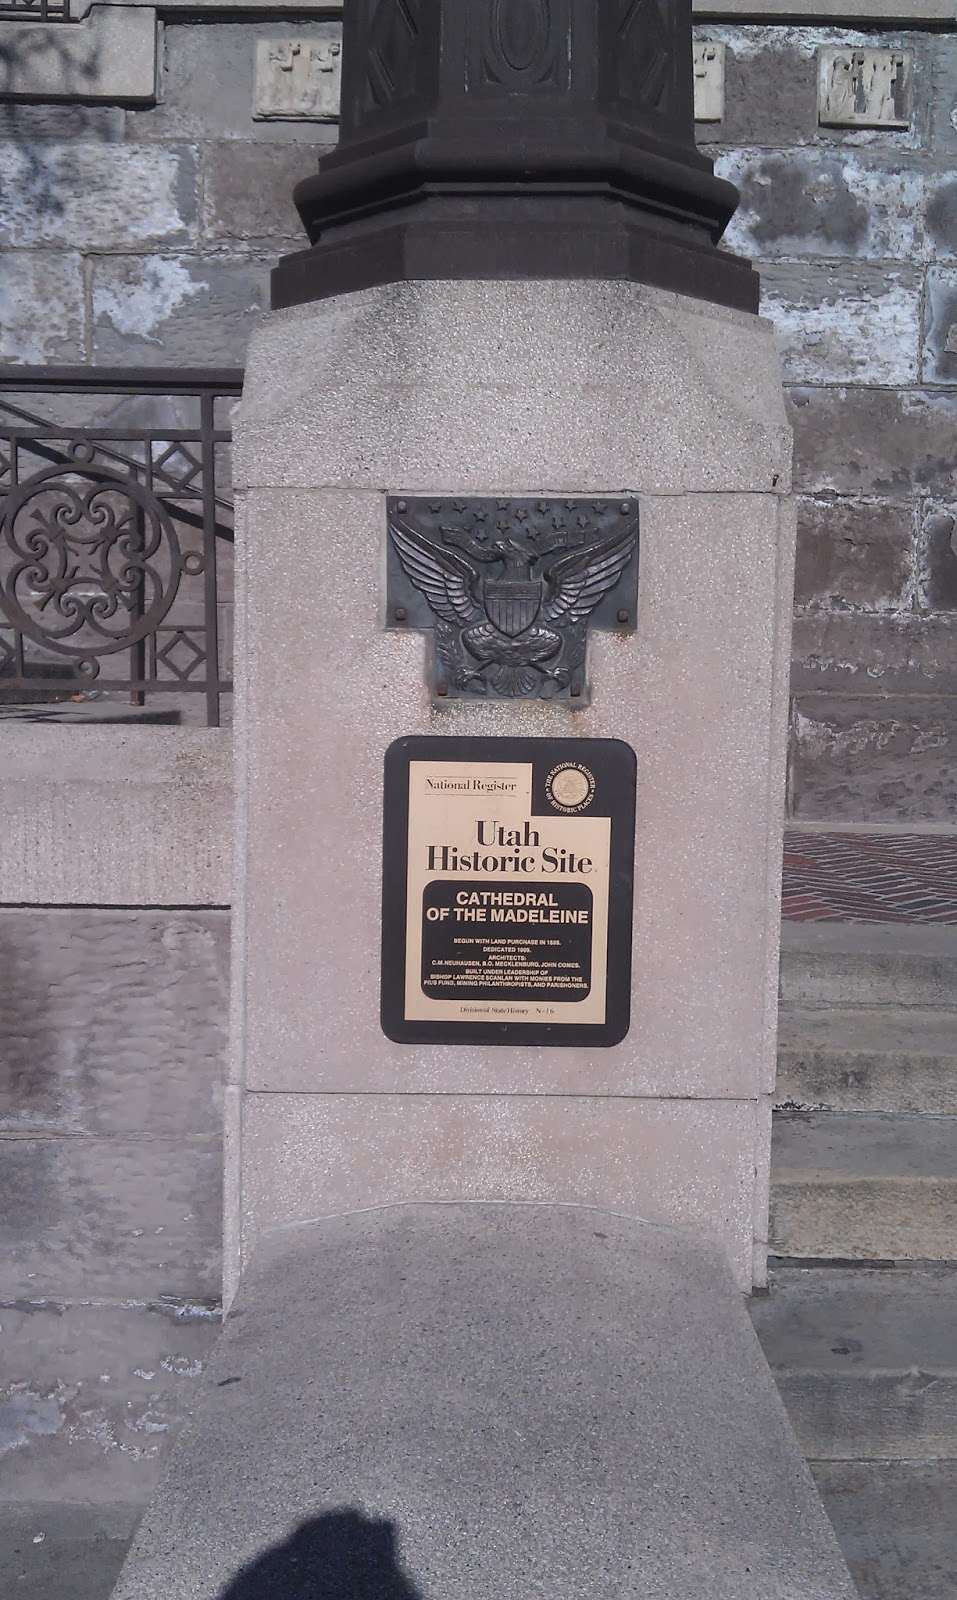 National Register
THE NATIONAL REGISTER
OF HISTORIC PLACES
Utah
Historic Site
CATHEDRAL
OF THE MADELEINE
BEGUN WITH LAND PURCHASE IN 1889.
DEDICATED 1909.
ARCHITECTS:
C.M. NEUHAUSEN, B.O. MECKLENBURG, JOHN COMES.
BUILT UNDER LEADERSHIP OF
BISHOP LAWRENCE SCANLAN WITH MONIES FROM THE
PIUS FUND, MINING PHILANTHROPISTS, AND PARISHONERS.
Division of State History N-16